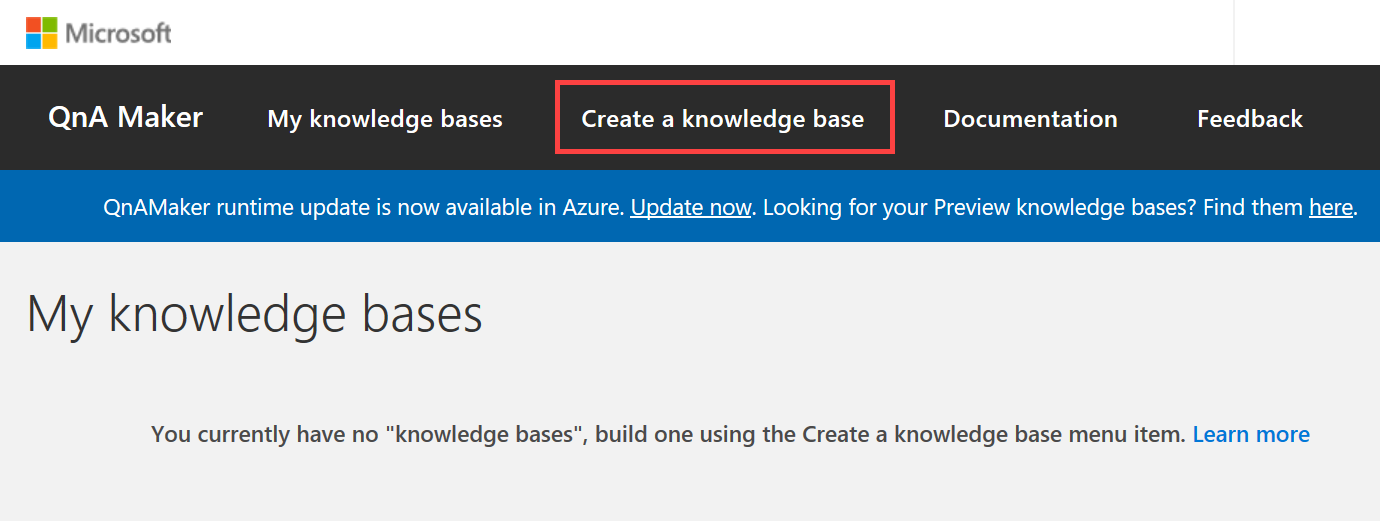 Microsoft
QnA Maker My knowledge bases Create a knowledge base Documentation Feedback
QnAMaker runtime update is now available in Azure. Update now. Looking for your Preview knowledge bases? Find them here.
My knowledge bases
You currently have no "knowledge bases", build one using the Create a knowledge base menu item. Learn more